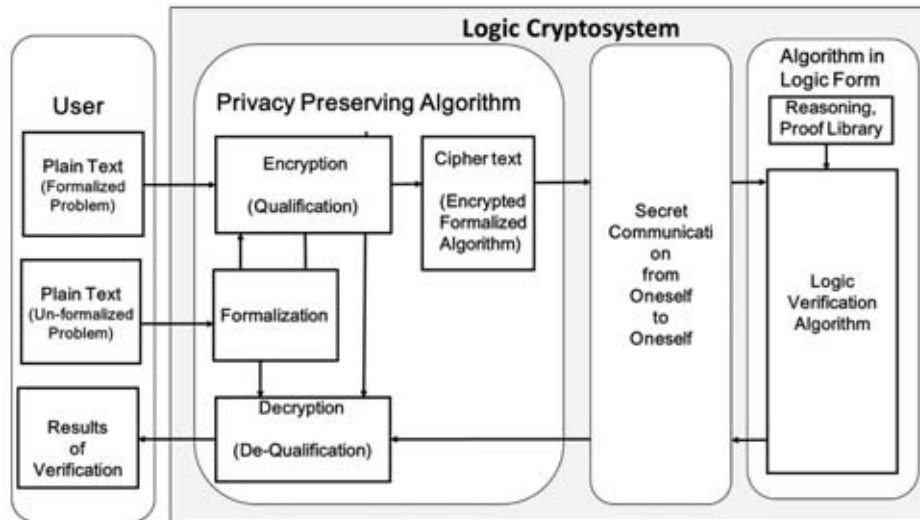 Logic Cryptosystem
User
Plain Text
(Formalized
Problem)
Plain Text
(Un-formalized
Problem)
Results
of
Verification
Privacy Preserving Algorithm
Encryption
(Qualification)
Cipher text
(Encrypted
Formalized
Algorithm)
Formalization
Decryption
(De-Qualification)
Secret
Communicati
on
from
Oneself
to
Oneself
Algorithm in
Logic Form
Reasoning,
Proof Library
Logic
Verification
Algorithm